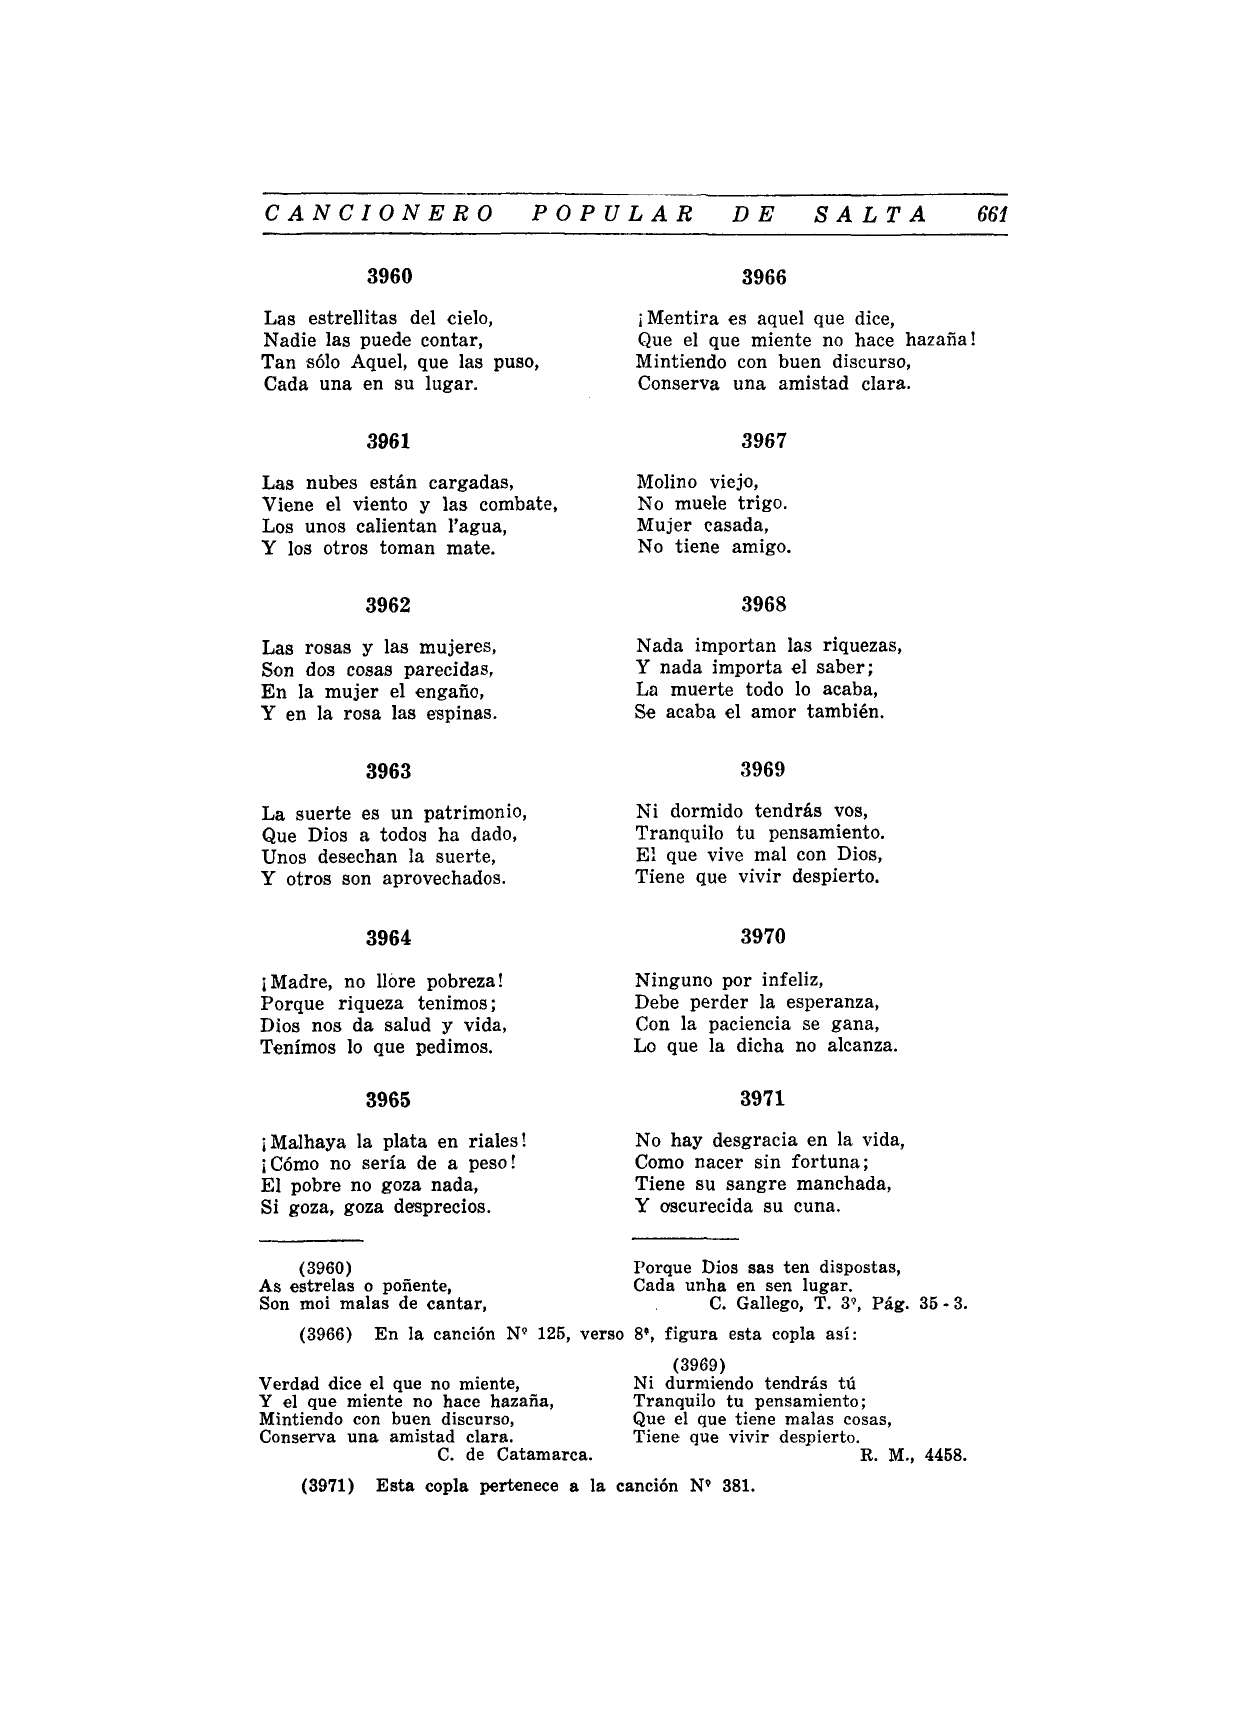 CANCIONERO POPULAR DE SALTA 661
3960
Las estrellitas del cielo,
Nadie las puede contar,
Tan sólo Aquel, que las puso,
Cada una en su lugar.
3961
Las nubes están cargadas,
Viene el viento y las combate,
Los unos calientan l'agua,
Y los otros toman mate.
3962
Las rosas y las mujeres,
Son dos cosas parecidas,
En la mujer el engaño,
Y en la rosa las espinas.
3963
La suerte es un patrimonio,
Que Dios a todos ha dado,
Unos desechan la suerte,
Y otros son aprovechados.
3964
¡Madre, no llore pobreza!
Porque riqueza tenimos;
Dios nos da salud y vida,
Tenímos lo que pedimos.
3965
¡Malhaya la plata en riales!
¡Cómo no sería de a peso!
El pobre no goza nada,
Si goza, goza desprecios.
3966
¡Mentira es aquel que dice,
Que el que miente no hace hazaña!
Mintiendo con buen discurso,
Conserva una amistad clara.
3967
Molino viejo,
No muele trigo.
Mujer casada,
No tiene amigo.
3968
Nada importan las riquezas,
Y nada importa el saber;
La muerte todo lo acaba,
Se acaba el amor también.
3969
Ni dormido tendrás vos,
Tranquilo tu pensamiento.
El que vive mal con Dios,
Tiene que vivir despierto.
3970
Ninguno por infeliz,
Debe perder la esperanza,
Con la paciencia se gana,
Lo que la dicha no alcanza.
3971
No hay desgracia en la vida,
Como nacer sin fortuna;
Tiene su sangre manchada,
Y oscurecida su cuna.
(3960)
As estrelas o poñente,
Son moi malas de cantar,
Porque Dios sas ten dispostas,
Cada unha en sen lugar.
C. Gallego, T. 3º, Pág. 35 - 3.
(3966) En la canción Nº 125, verso 8º, figura esta copla así:
Verdad dice el que no miente,
Y el que miente no hace hazaña,
Mintiendo con buen discurso,
Conserva una amistad clara.
C. de Catamarca.
(3969)
Ni durmiendo tendrás tú
Tranquilo tu pensamiento;
Que el que tiene malas cosas,
Tiene que vivir despierto.
R. M., 4458.
(3971) Esta copla pertenece a la canción Nº 381.